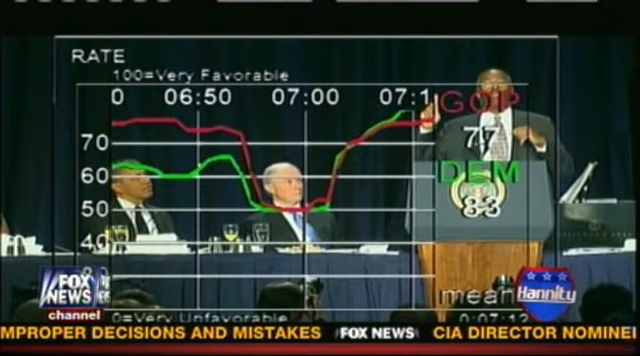 RATE
100=Very Favorable
0 06:50 07:00 07:1
GOP
77
70
DEM
60
83
50
40
mean
FOX
NEWS
channel
Hannity
0=Very Unfavorable
0:07:12
MPROPER DECISIONS AND MISTAKES FOX NEWS CIA DIRECTOR NOMINE